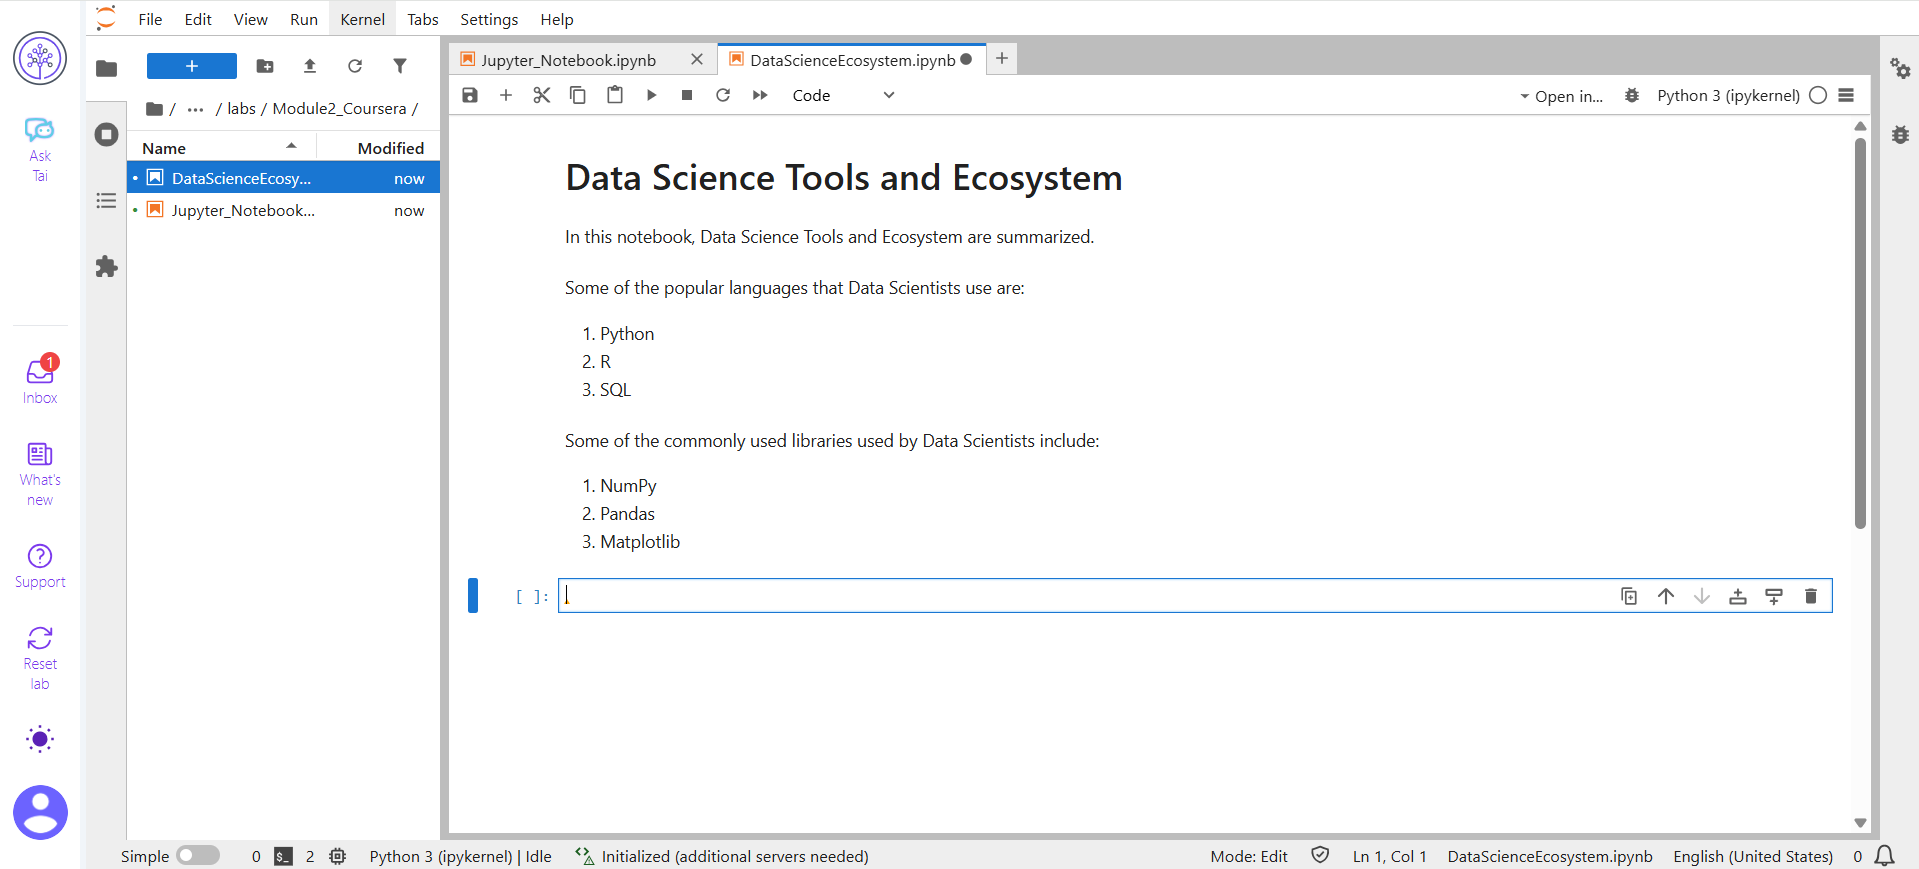 File Edit View Run Kernel Tabs Settings Help
Ask
Tai
1
Inbox
What's
new
Support
Reset
lab
+
/ ... / labs / Module2_Coursera /
Name Modified
DataScienceEcosy... now
Jupyter_Notebook... now
Jupyter_Notebook.ipynb
DataScienceEcosystem.ipynb
Code
Open in...
Python 3 (ipykernel)
Data Science Tools and Ecosystem
In this notebook, Data Science Tools and Ecosystem are summarized.
Some of the popular languages that Data Scientists use are:
1. Python
2. R
3. SQL
Some of the commonly used libraries used by Data Scientists include:
1. NumPy
2. Pandas
3. Matplotlib
[ ]:
Simple 0 $_ 2 Python 3 (ipykernel) | Idle Initialized (additional servers needed) Mode: Edit Ln 1, Col 1 DataScienceEcosystem.ipynb English (United States) 0